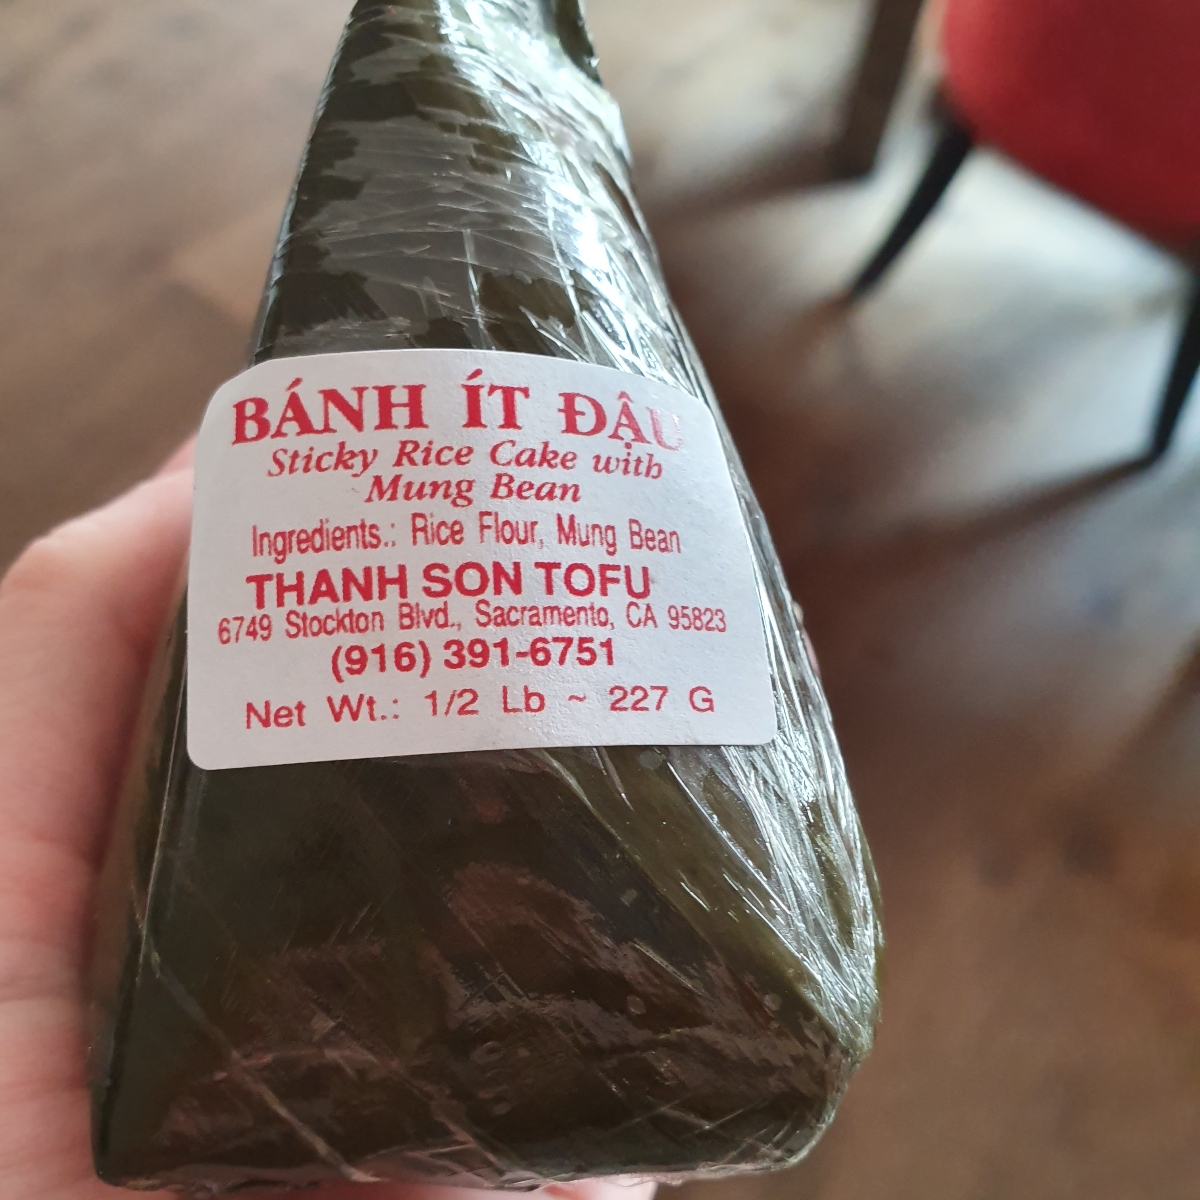 BÁNH ÍT ĐẬU
Sticky Rice Cake with
Mung Bean
Ingredients.: Rice Flour, Mung Bean
THANH SON TOFU
6749 Stockton Blvd., Sacramento, CA 95823
(916) 391-6751
Net Wt.: 1/2 Lb ~ 227 G